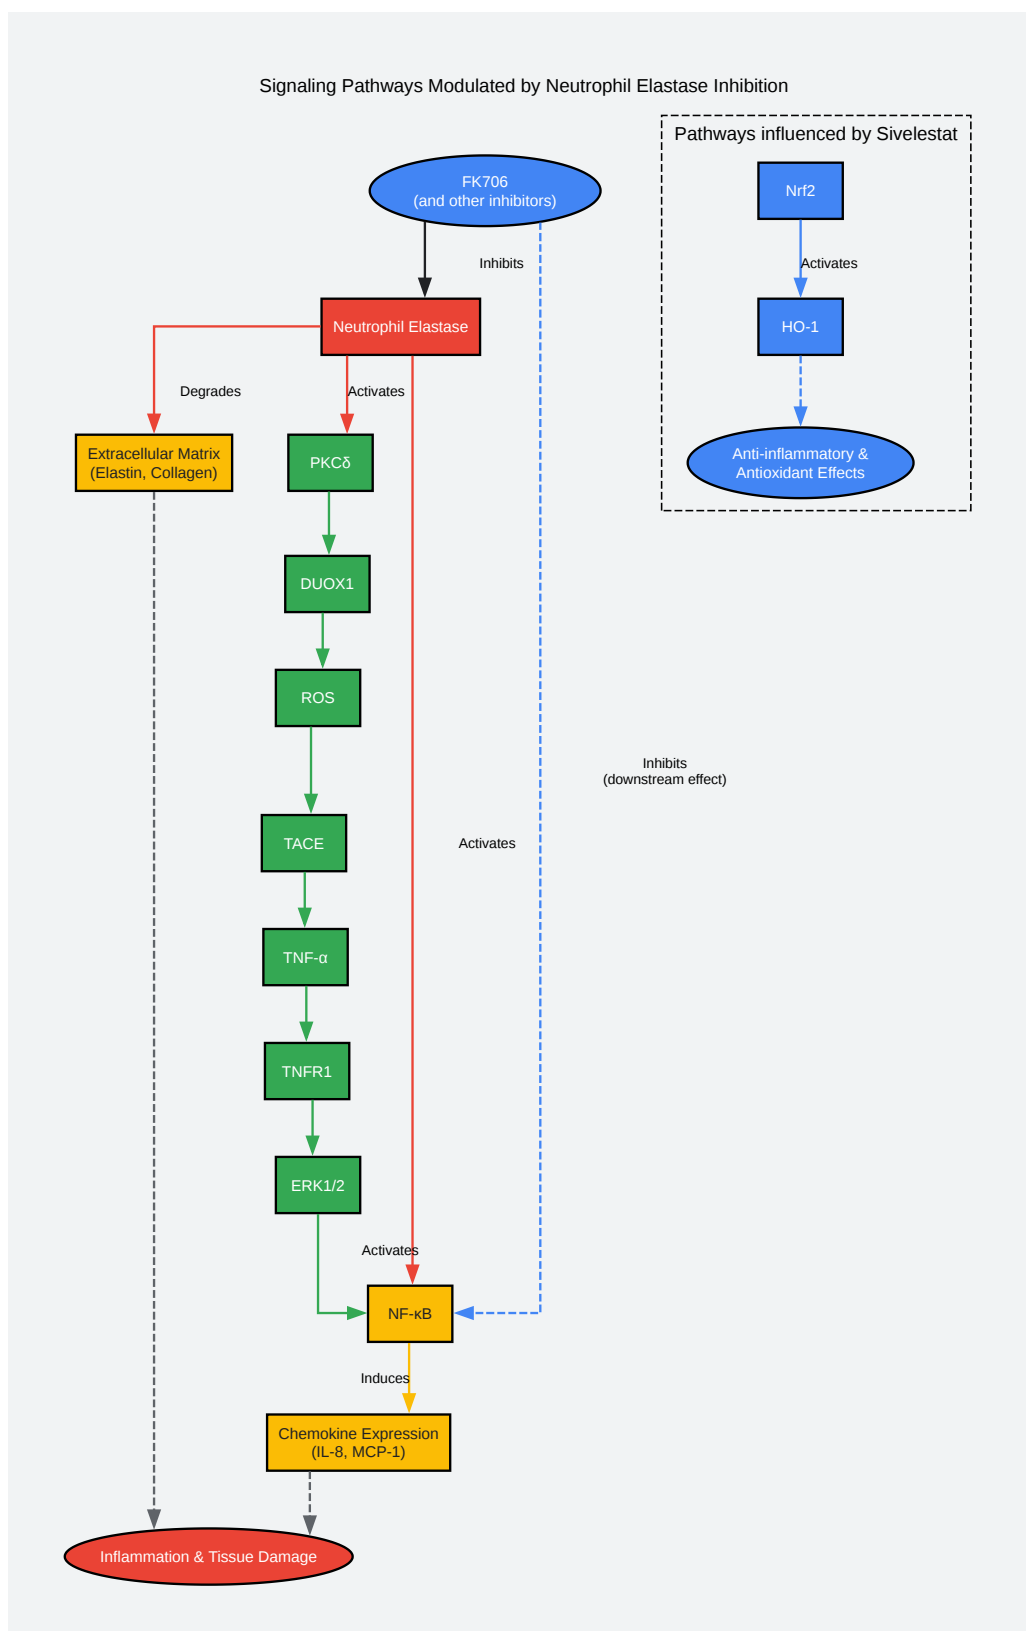 Signaling Pathways Modulated by Neutrophil Elastase Inhibition
Pathways influenced by Sivelestat
FK706
(and other inhibitors)
Nrf2
Inhibits
Activates
Neutrophil Elastase
HO-1
Degrades
Activates
Extracellular Matrix
(Elastin, Collagen)
PKCδ
Anti-inflammatory &
Antioxidant Effects
DUOX1
ROS
Inhibits
(downstream effect)
TACE
Activates
TNF-α
TNFR1
ERK1/2
Activates
NF-κB
Induces
Chemokine Expression
(IL-8, MCP-1)
Inflammation & Tissue Damage